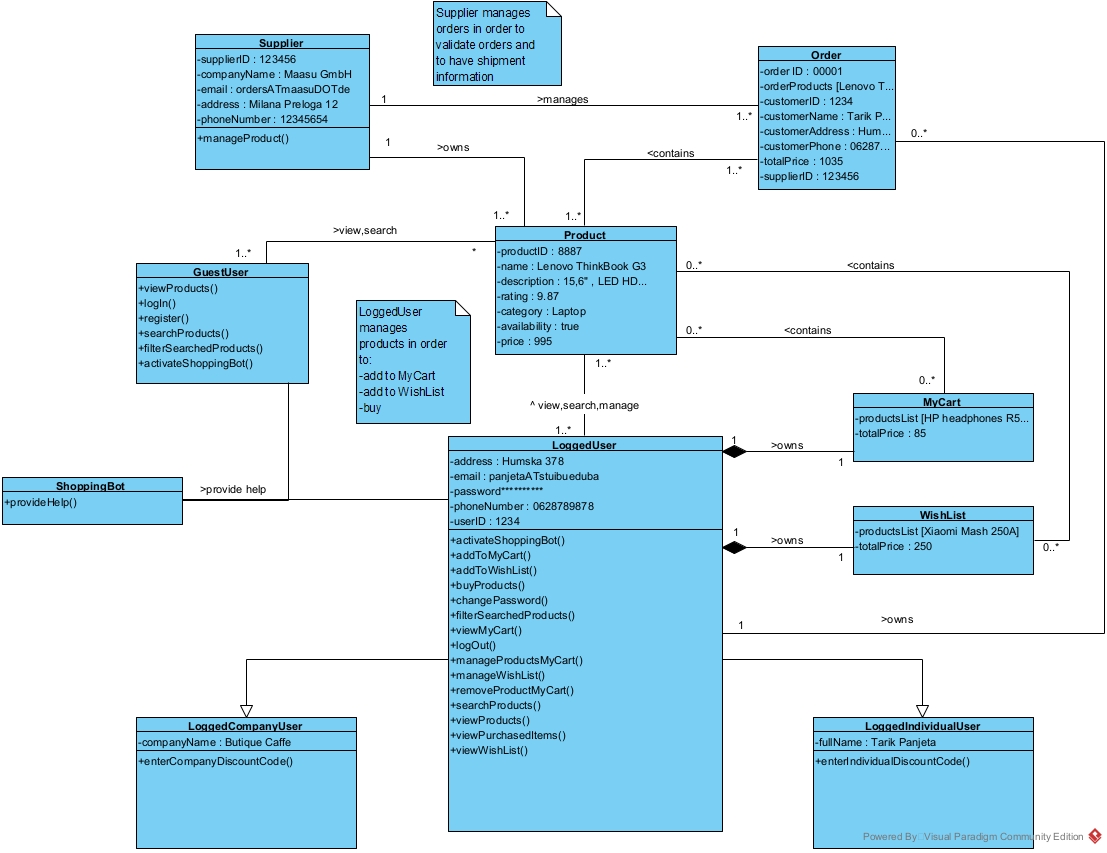 Supplier manages
orders in order to
validate orders and
to have shipment
information
Supplier
-supplierID : 123456
-companyName : Maasu GmbH
-email : ordersATmaasuDOTde
-address : Milana Preloga 12
-phoneNumber : 12345654
+manageProduct()
Order
-order ID : 00001
-orderProducts [Lenovo T...
-customerID : 1234
-customerName : Tarik P...
-customerAddress : Hum...
-customerPhone : 06287...
-totalPrice : 1035
-supplierID : 123456
1
>manages
1..*
1
>owns
1..*
<contains
1..*
1..*
0..*
>view,search
1..*
*
Product
-productID : 8887
-name : Lenovo ThinkBook G3
-description : 15,6" , LED HD...
-rating : 9.87
-category : Laptop
-availability : true
-price : 995
GuestUser
+viewProducts()
+logIn()
+register()
+searchProducts()
+filterSearchedProducts()
+activateShoppingBot()
LoggedUser
manages
products in order
to:
-add to MyCart
-add to WishList
-buy
0..*
<contains
0..*
<contains
0..*
1..*
^ view,search,manage
1..*
MyCart
-productsList [HP headphones R5...
-totalPrice : 85
LoggedUser
-address : Humska 378
-email : panjetaATstuibueduba
-password**********
-phoneNumber : 0628789878
-userID : 1234
+activateShoppingBot()
+addToMyCart()
+addToWishList()
+buyProducts()
+changePassword()
+filterSearchedProducts()
+viewMyCart()
+logOut()
+manageProductsMyCart()
+manageWishList()
+removeProductMyCart()
+searchProducts()
+viewProducts()
+viewPurchasedItems()
+viewWishList()
1
>owns
1
ShoppingBot
+provideHelp()
>provide help
WishList
-productsList [Xiaomi Mash 250A]
-totalPrice : 250
1
>owns
1
0..*
1
>owns
LoggedCompanyUser
-companyName : Butique Caffe
+enterCompanyDiscountCode()
LoggedIndividualUser
-fullName : Tarik Panjeta
+enterIndividualDiscountCode()
Powered By Visual Paradigm Community Edition